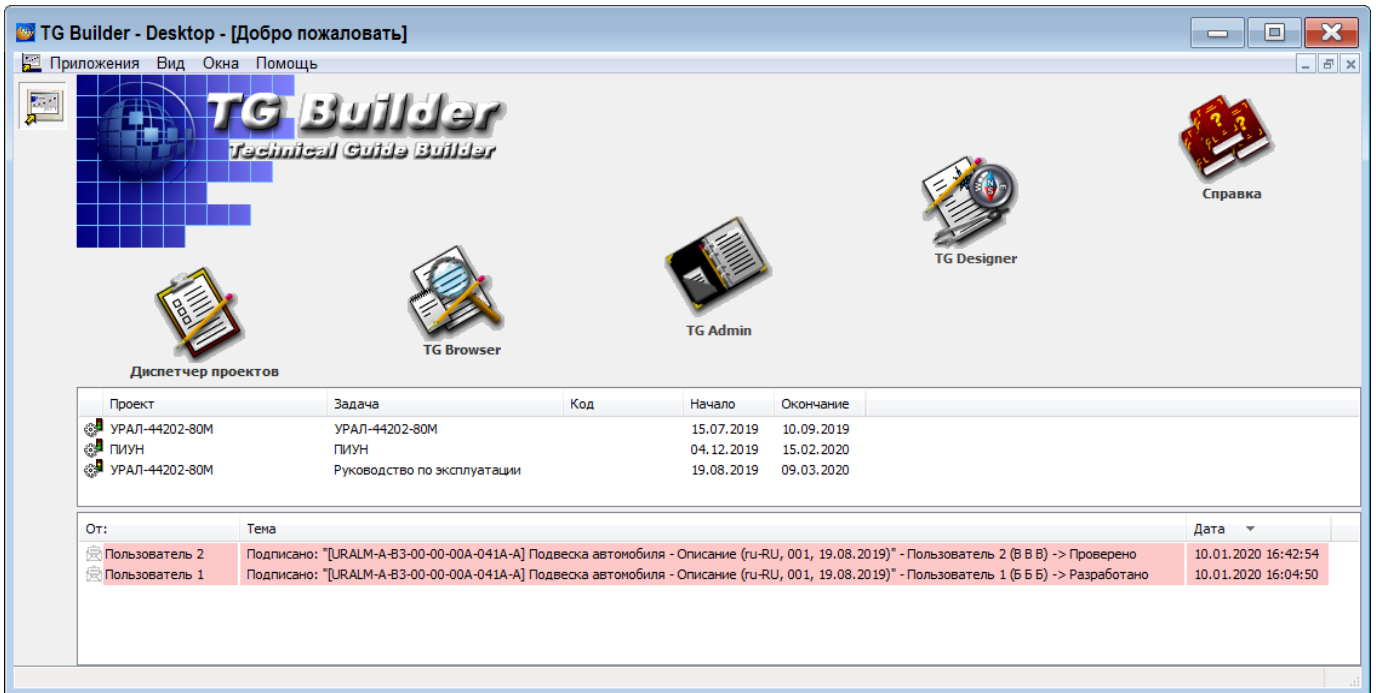 TG Builder - Desktop - [Добро пожаловать]
Приложения Вид Окна Помощь
TG Builder
Technical Guide Builder
Справка
TG Designer
TG Admin
TG Browser
Диспетчер проектов
Проект Задача Код Начало Окончание
УРАЛ-44202-80М УРАЛ-44202-80М 15.07.2019 10.09.2019
ПИУН ПИУН 04.12.2019 15.02.2020
УРАЛ-44202-80М Руководство по эксплуатации 19.08.2019 09.03.2020
От: Тема Дата
Пользователь 2 Подписано: "[URALM-A-B3-00-00-00A-041A-A] Подвеска автомобиля - Описание (ru-RU, 001, 19.08.2019)" - Пользователь 2 (В В В) -> Проверено 10.01.2020 16:42:54
Пользователь 1 Подписано: "[URALM-A-B3-00-00-00A-041A-A] Подвеска автомобиля - Описание (ru-RU, 001, 19.08.2019)" - Пользователь 1 (Б Б Б) -> Разработано 10.01.2020 16:04:50